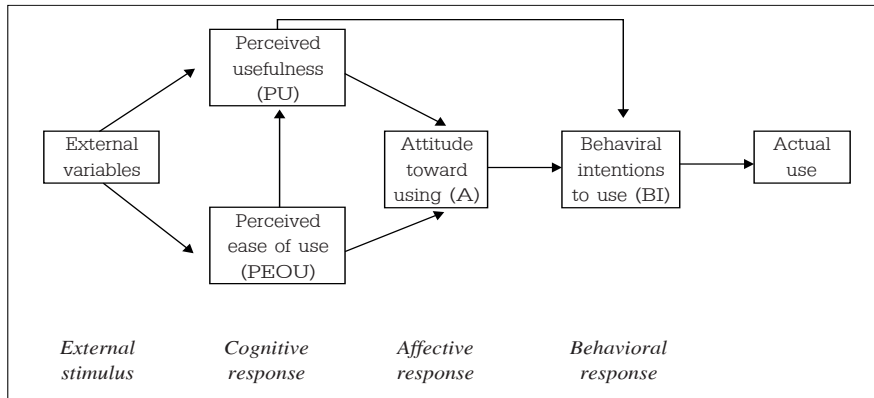 Perceived
usefulness
(PU)
External
variables
Attitude
toward
using (A)
Behaviral
intentions
to use (BI)
Actual
use
Perceived
ease of use
(PEOU)
External
stimulus
Cognitive
response
Affective
response
Behavioral
response